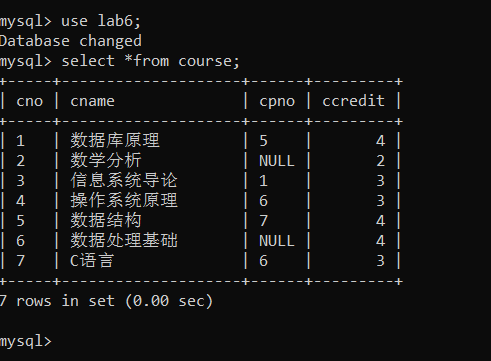 mysql> use lab6;
Database changed
mysql> select *from course;
+-----+--------------------+------+---------+
| cno | cname              | cpno | ccredit |
+-----+--------------------+------+---------+
| 1   | 数据库原理         | 5    |       4 |
| 2   | 数学分析           | NULL |       2 |
| 3   | 信息系统导论       | 1    |       3 |
| 4   | 操作系统原理       | 6    |       3 |
| 5   | 数据结构           | 7    |       4 |
| 6   | 数据处理基础       | NULL |       4 |
| 7   | C语言              | 6    |       3 |
+-----+--------------------+------+---------+
7 rows in set (0.00 sec)
mysql>